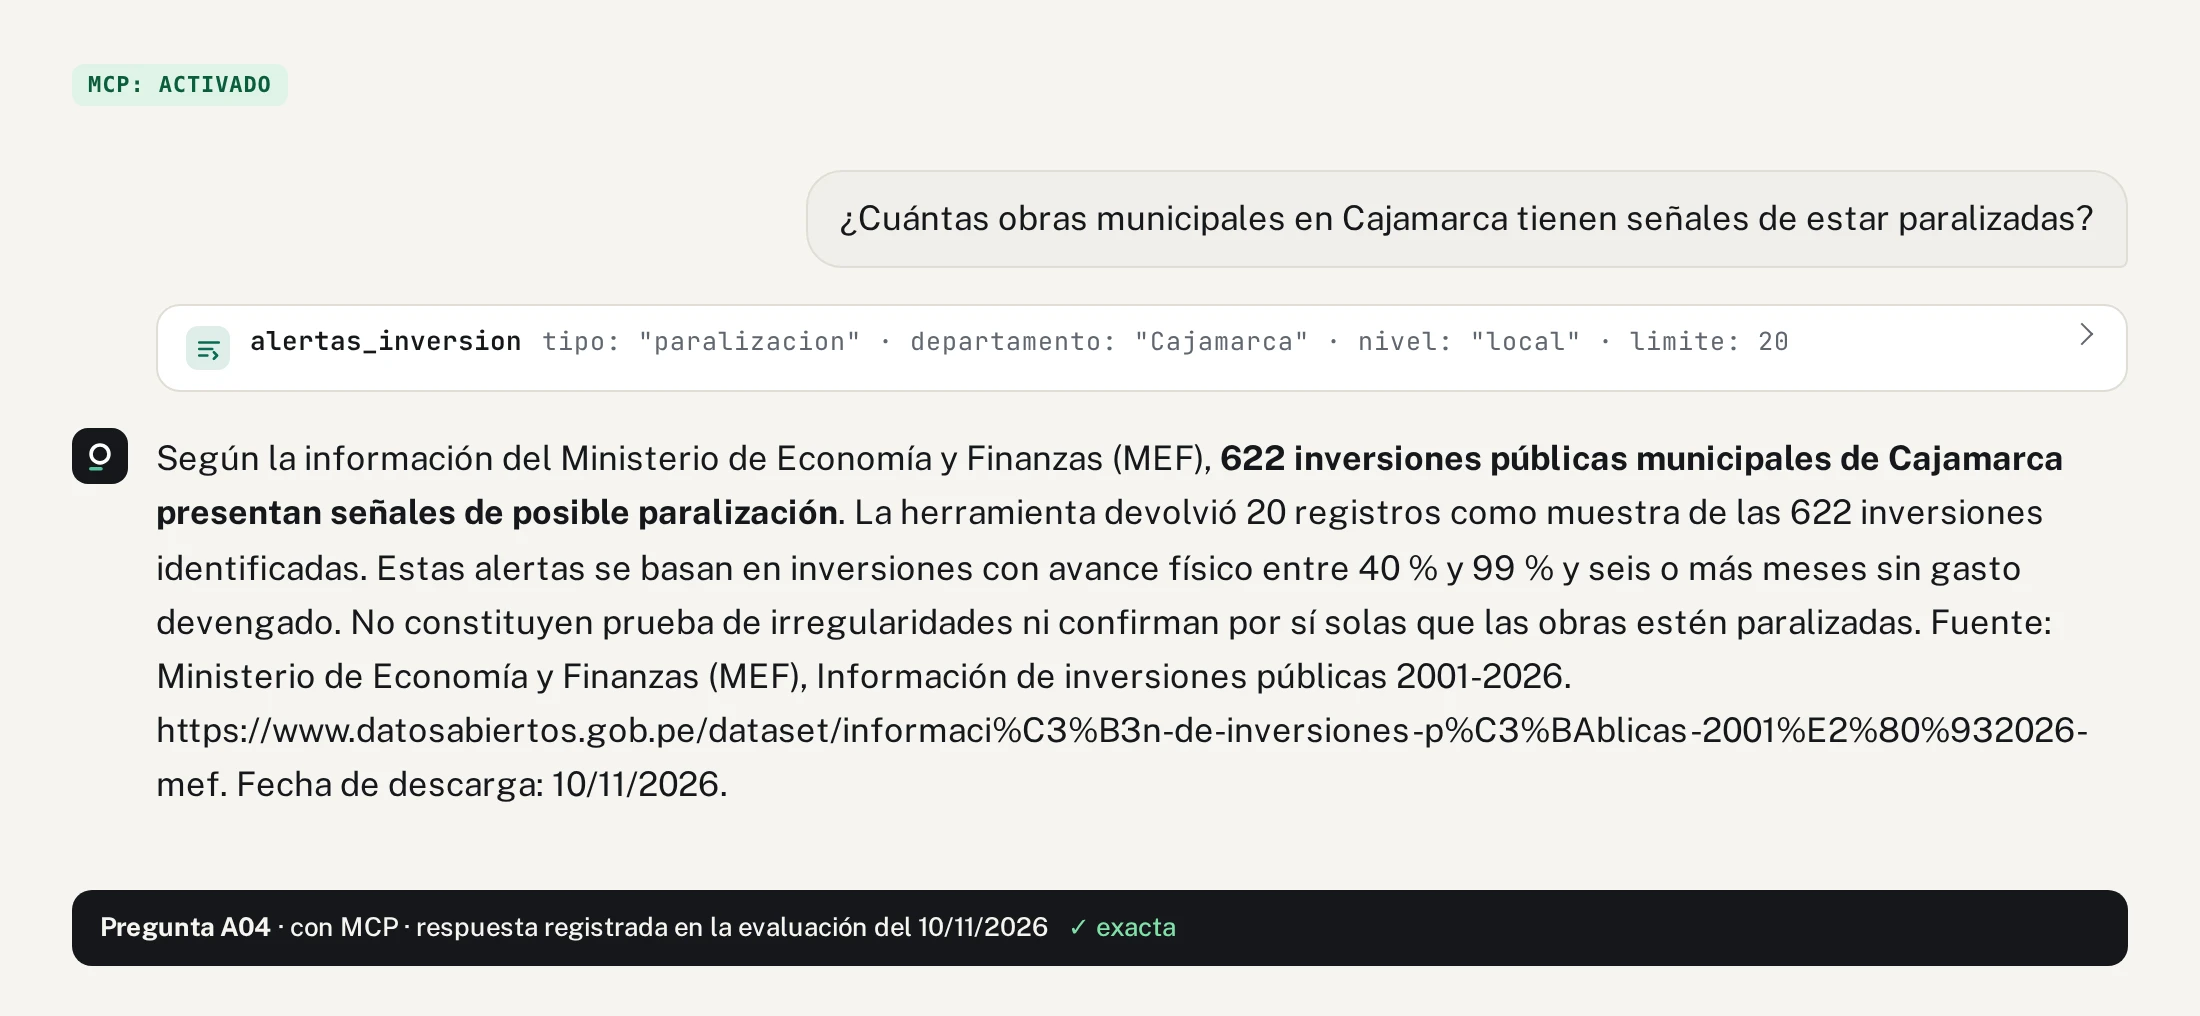 MCP: ACTIVADO
¿Cuántas obras municipales en Cajamarca tienen señales de estar paralizadas?
alertas_inversion tipo: "paralizacion" · departamento: "Cajamarca" · nivel: "local" · limite: 20
Según la información del Ministerio de Economía y Finanzas (MEF), 622 inversiones públicas municipales de Cajamarca
presentan señales de posible paralización. La herramienta devolvió 20 registros como muestra de las 622 inversiones
identificadas. Estas alertas se basan en inversiones con avance físico entre 40 % y 99 % y seis o más meses sin gasto
devengado. No constituyen prueba de irregularidades ni confirman por sí solas que las obras estén paralizadas. Fuente:
Ministerio de Economía y Finanzas (MEF), Información de inversiones públicas 2001-2026.
https://www.datosabiertos.gob.pe/dataset/informaci%C3%B3n-de-inversiones-p%C3%BAblicas-2001%E2%80%932026-
mef. Fecha de descarga: 10/11/2026.
Pregunta A04 · con MCP · respuesta registrada en la evaluación del 10/11/2026 ✓ exacta